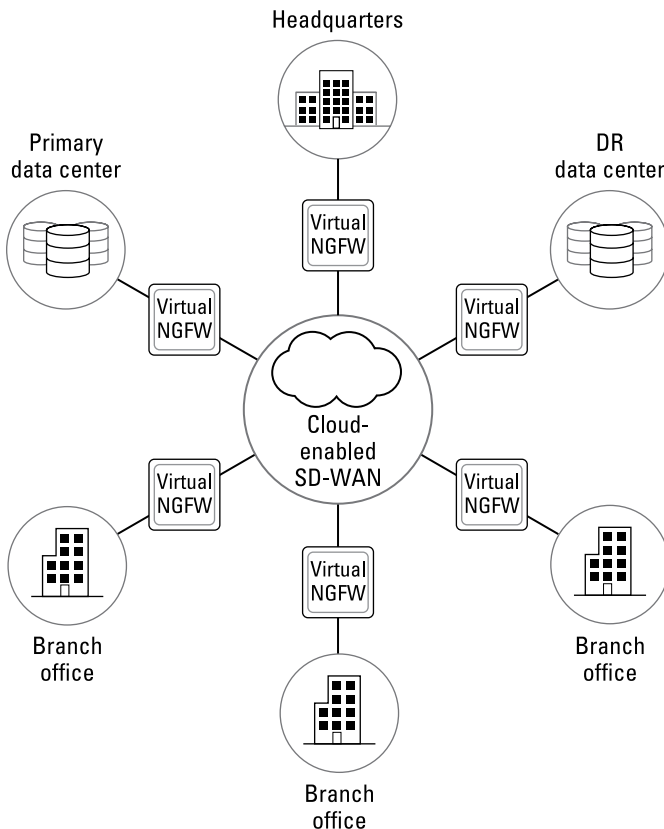 Headquarters
Primary
data center
DR
data center
Virtual
NGFW
Virtual
NGFW
Virtual
NGFW
Cloud-
enabled
SD-WAN
Virtual
NGFW
Virtual
NGFW
Virtual
NGFW
Branch
office
Branch
office
Branch
office